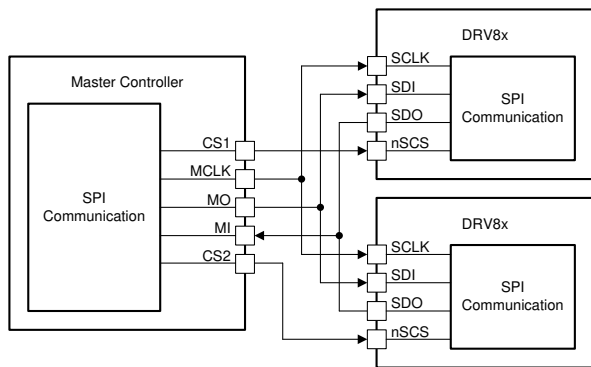 Master Controller
SPI
Communication
CS1
MCLK
MO
MI
CS2
DRV8x
SCLK
SDI
SDO
nSCS
SPI
Communication
DRV8x
SCLK
SDI
SDO
nSCS
SPI
Communication